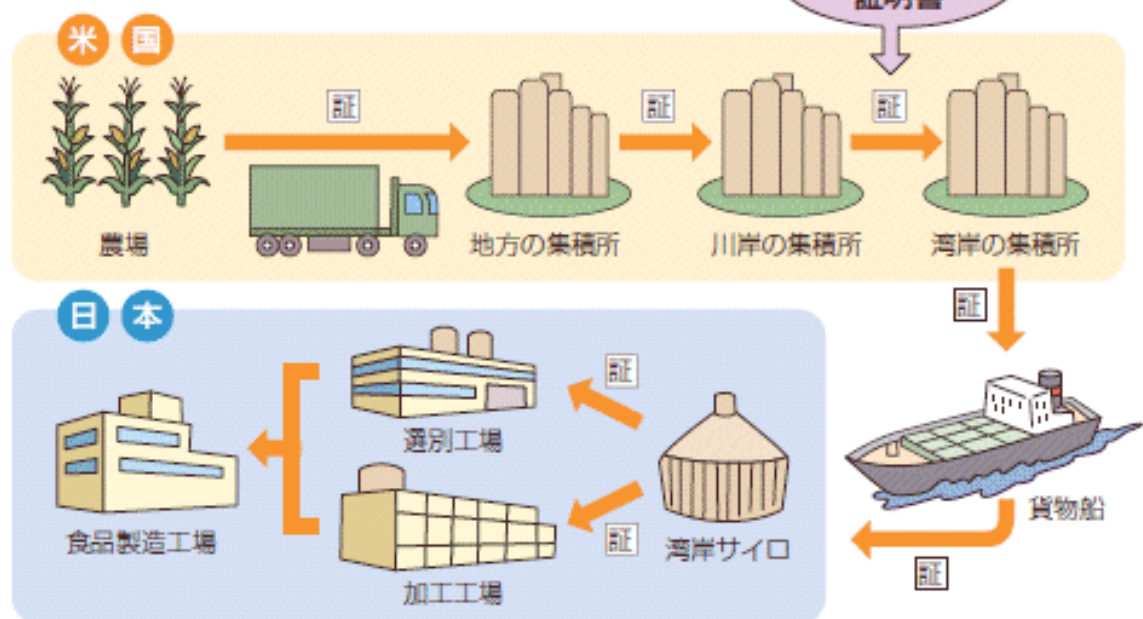 証明書
米国
証
証
証
農場
地方の集積所
川岸の集積所
湾岸の集積所
証
日本
証
選別工場
貨物船
食品製造工場
証
湾岸サイロ
証
加工工場